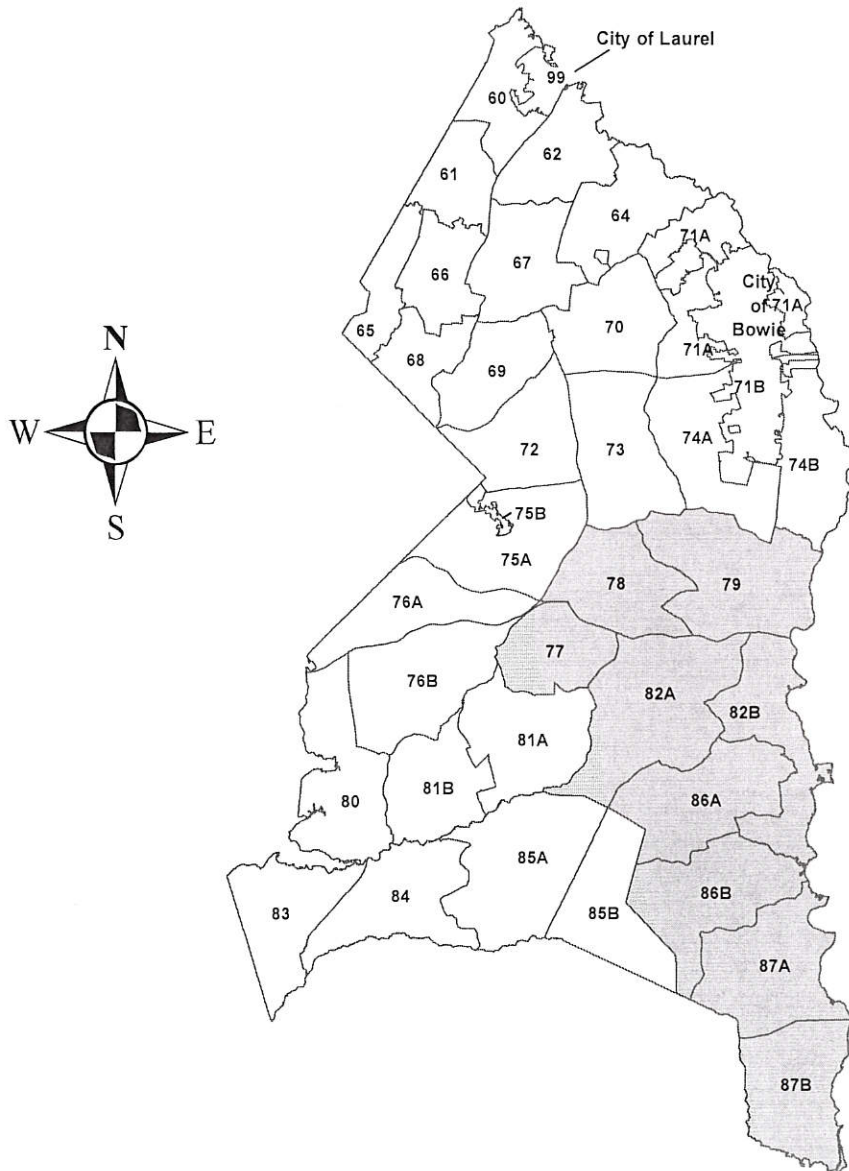 City of Laurel
99
60
62
61
64
71A
66
67
City
of
Bowie
71A
65
70
68
69
71A
71B
72
73
74A
74B
75B
75A
78
79
76A
77
76B
82A
82B
81A
80
81B
86A
85A
86B
84
85B
83
87A
87B
N
W
E
S